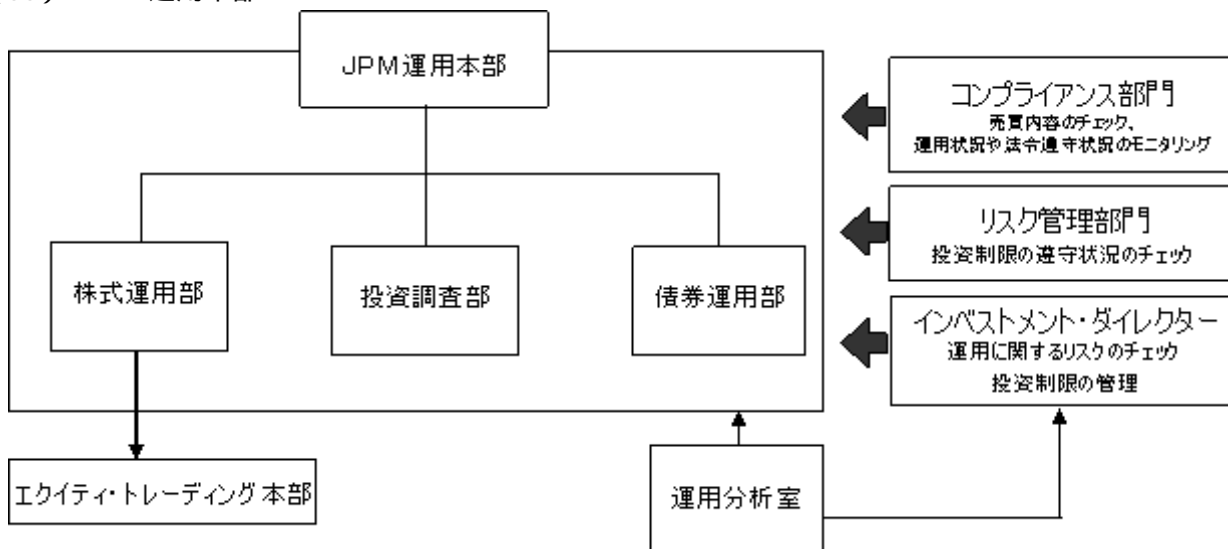 JPM運用本部
コンプライアンス部門
売買内容のチェック、
運用状況や法令遵守状況のモニタリング
リスク管理部門
投資制限の遵守状況のチェック
株式運用部
投資調査部
債券運用部
インベストメント・ダイレクター
運用に関するリスクのチェック
投資制限の管理
エクイティ・トレーディング本部
運用分析室